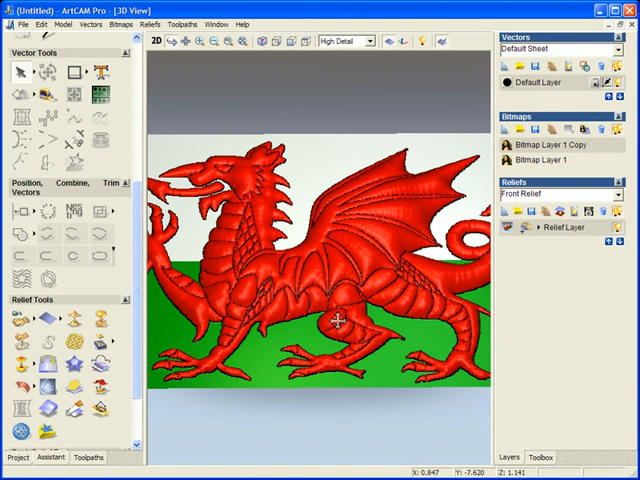 (Untitled) - ArtCAM Pro - [3D View]
File Edit Model Vectors Bitmaps Reliefs Toolpaths Window Help
2D High Detail
Vector Tools
Position, Combine, Trim Vectors
Relief Tools
Project Assistant Toolpaths
Vectors
Default Sheet
Default Layer
Bitmaps
Bitmap Layer 1 Copy
Bitmap Layer 1
Reliefs
Front Relief
Relief Layer
Layers Toolbox
X: 0.847 Y: -7.620 Z: 1.141